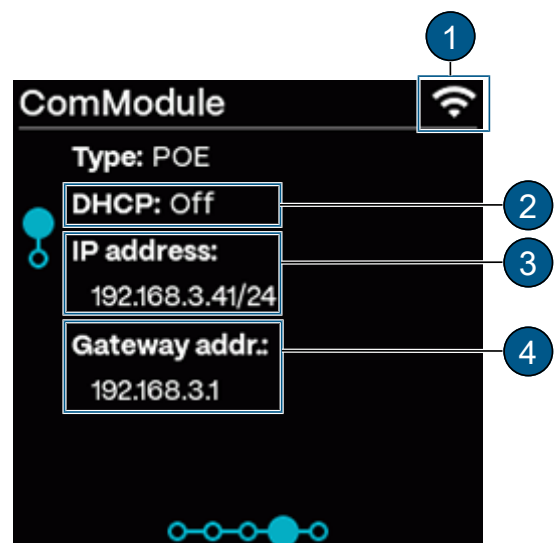 1
ComModule
Type: POE
DHCP: Off
2
IP address:
3
192.168.3.41/24
Gateway addr.:
4
192.168.3.1